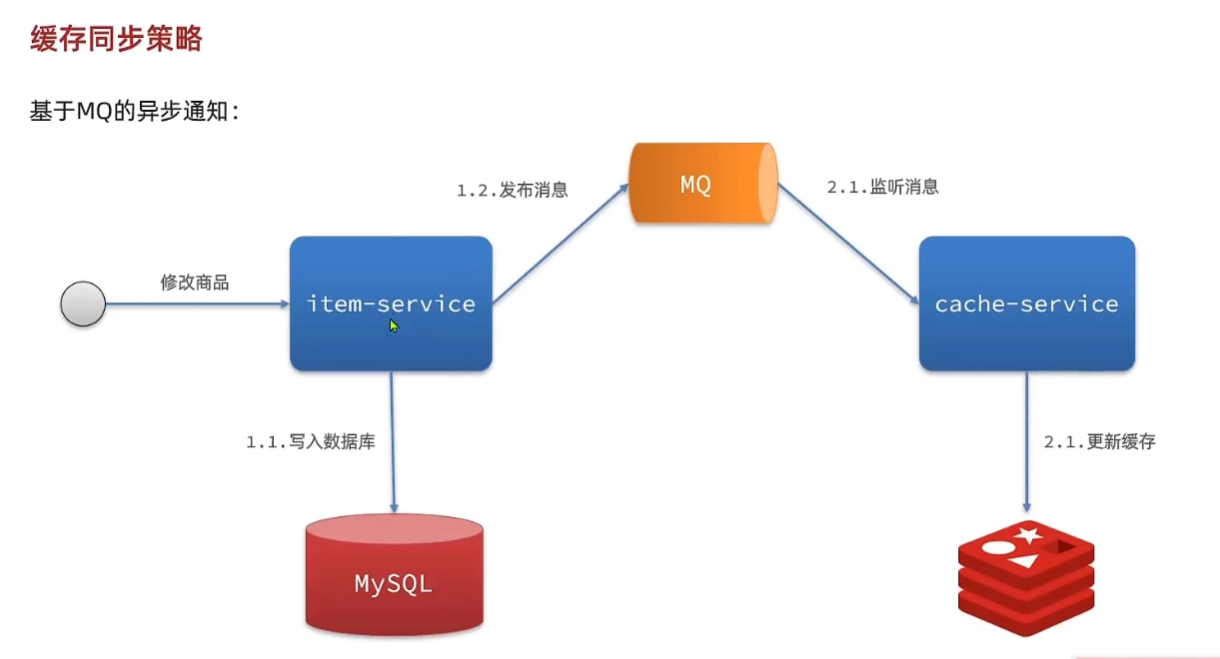 缓存同步策略
基于MQ的异步通知：
MQ
1.2.发布消息
2.1.监听消息
修改商品
item-service
cache-service
1.1.写入数据库
2.1.更新缓存
MySQL